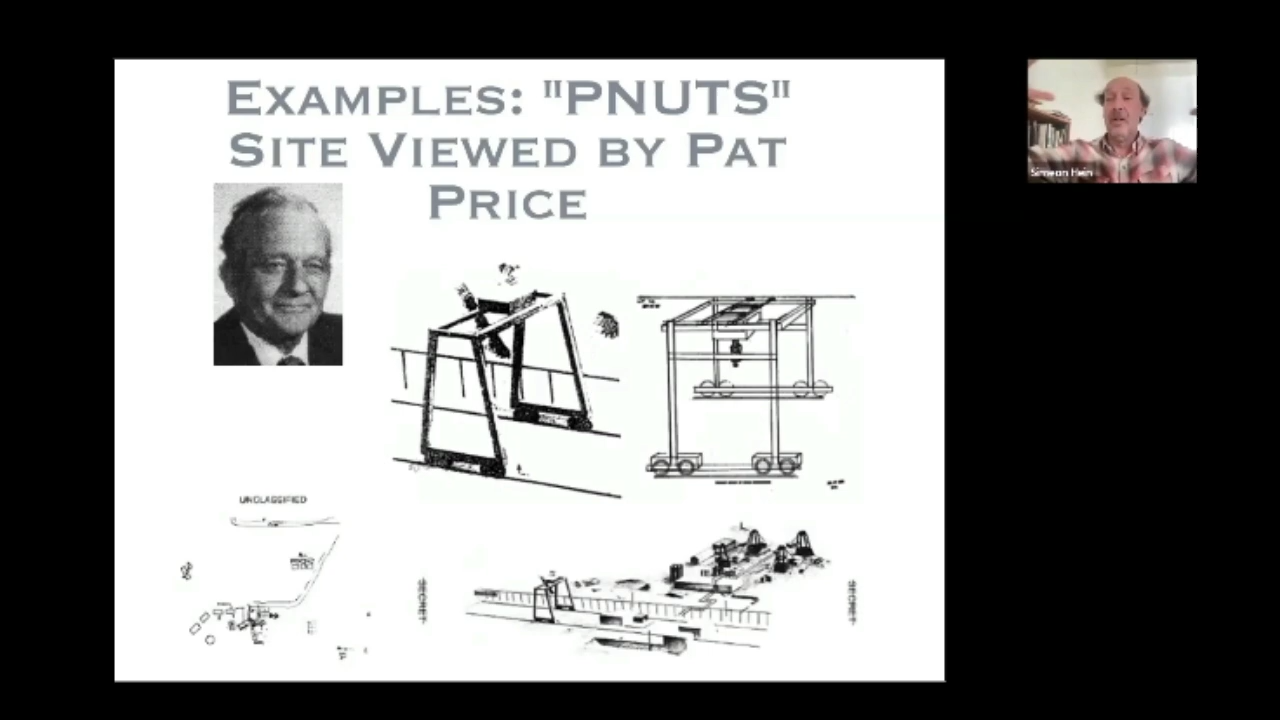 EXAMPLES: "PNUTS"
SITE VIEWED BY PAT
PRICE
Simeon Hein
UNCLASSIFIED
SECRET
SECRET